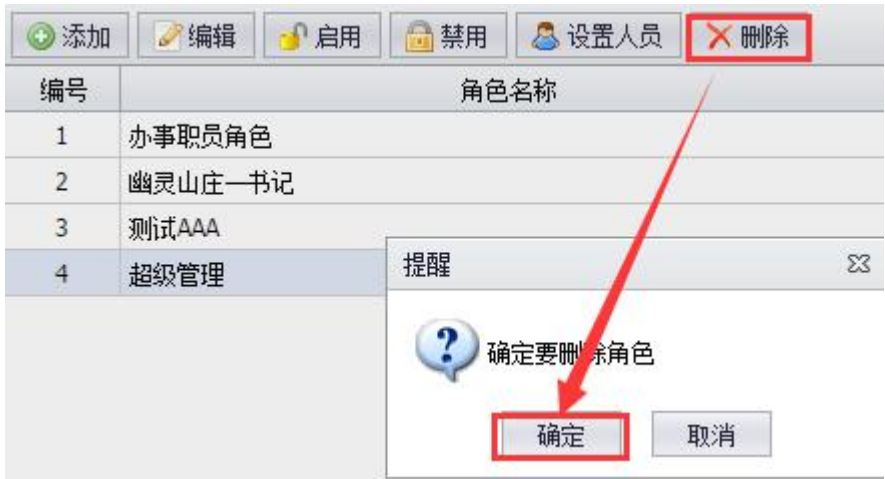 添加 编辑 启用 禁用 设置人员 删除
编号 角色名称
1 办事职员角色
2 幽灵山庄—书记
3 测试AAA
4 超级管理
提醒
确定要删除角色
确定 取消